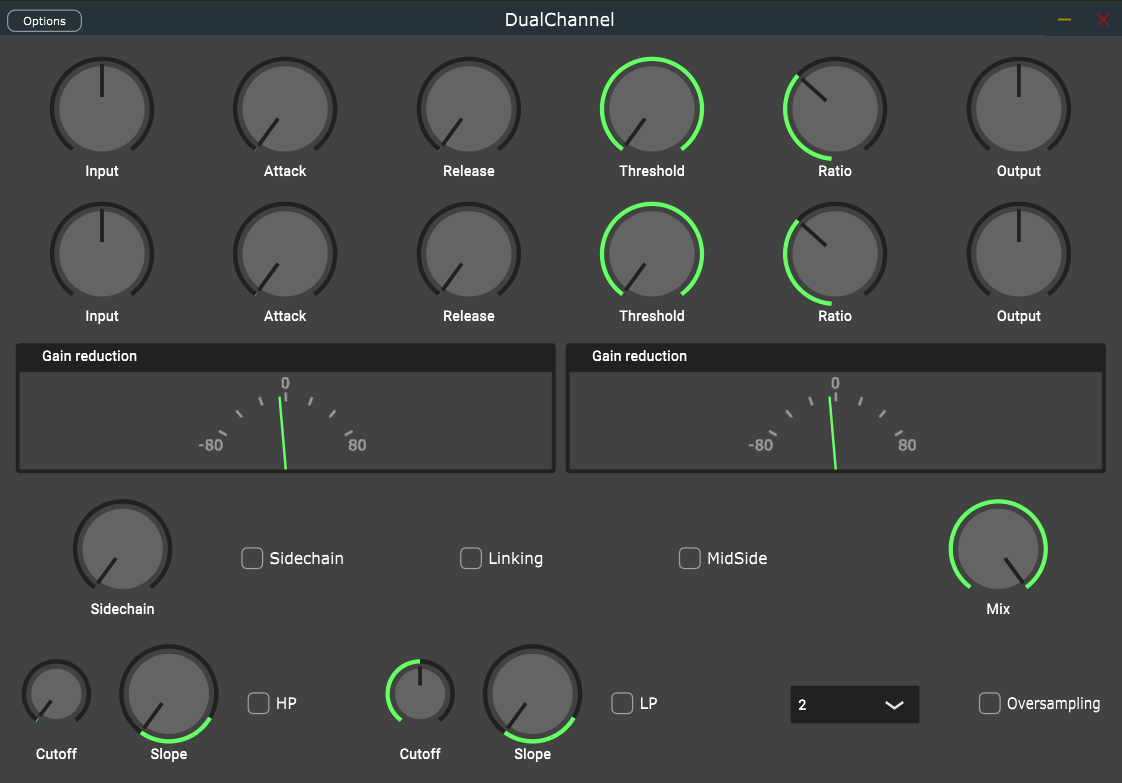 Options
DualChannel
Input
Attack
Release
Threshold
Ratio
Output
Input
Attack
Release
Threshold
Ratio
Output
Gain reduction
Gain reduction
0
-80
80
0
-80
80
Sidechain
Sidechain
Linking
MidSide
Mix
Cutoff
Slope
HP
Cutoff
Slope
LP
2
Oversampling